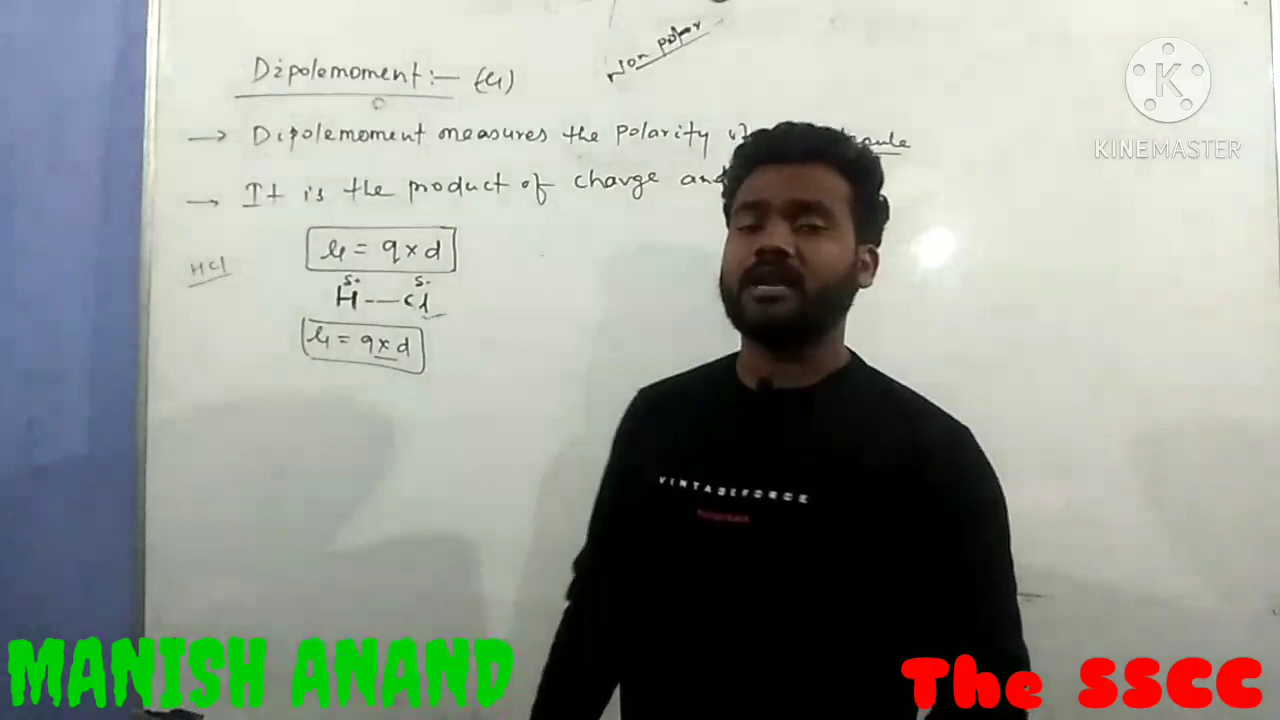 Non polar
Dipolemoment :— (μ)
→ Dipolemoment measures the polarity of
→ It is the product of charge and
μ = q × d
HCl
δ+ δ-
H -— Cl
μ = q × d
KINEMASTER
VINTAGEFORCE
MANISH ANAND
The SSCC